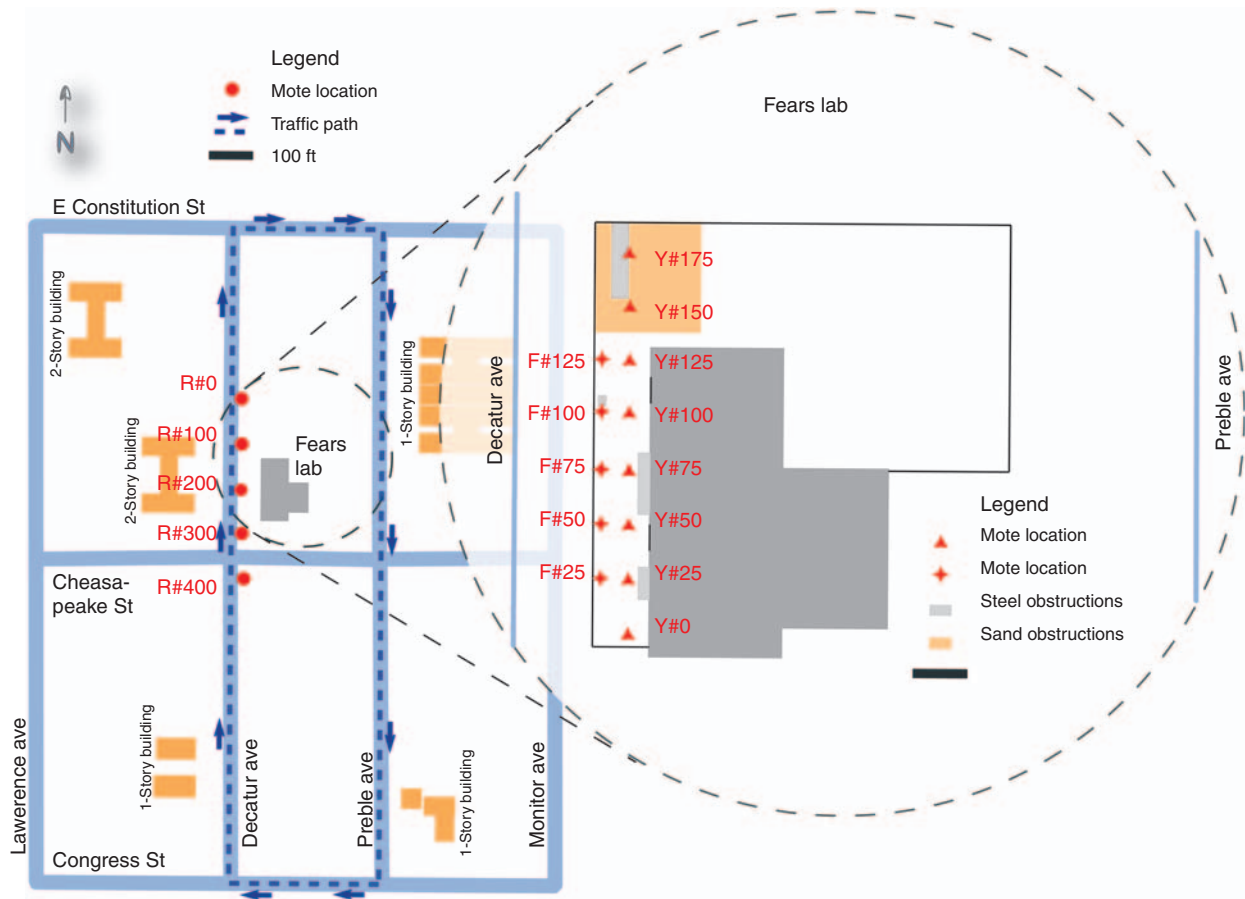 Legend
Mote location
Traffic path
100 ft
N
Fears lab
E Constitution St
2-Story building
R#0
R#100
2-Story building
R#200
R#300
R#400
Fears
lab
1-Story building
Cheasa-
peake St
Lawerence ave
1-Story building
Decatur ave
Preble ave
1-Story building
Monitor ave
Congress St
Decatur ave
Y#175
Y#150
F#125
Y#125
F#100
Y#100
F#75
Y#75
F#50
Y#50
F#25
Y#25
Y#0
Preble ave
Legend
Mote location
Mote location
Steel obstructions
Sand obstructions